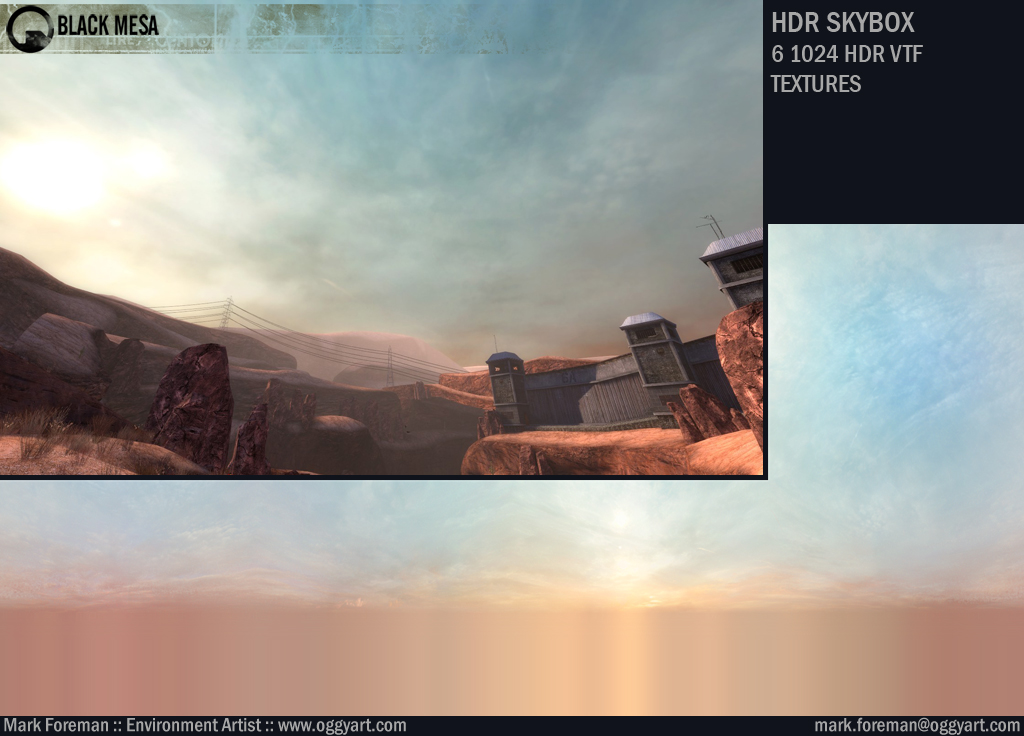 BLACK MESA
HDR SKYBOX
6 1024 HDR VTF
TEXTURES
Mark Foreman :: Environment Artist :: www.oggyart.com
mark.foreman@oggyart.com